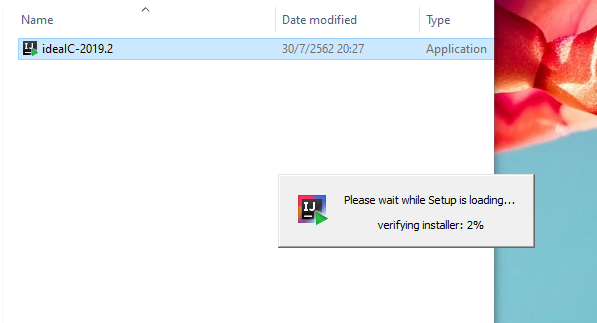 Name Date modified Type
ideaIC-2019.2 30/7/2562 20:27 Application
IJ
Please wait while Setup is loading...
IJ
verifying installer: 2%